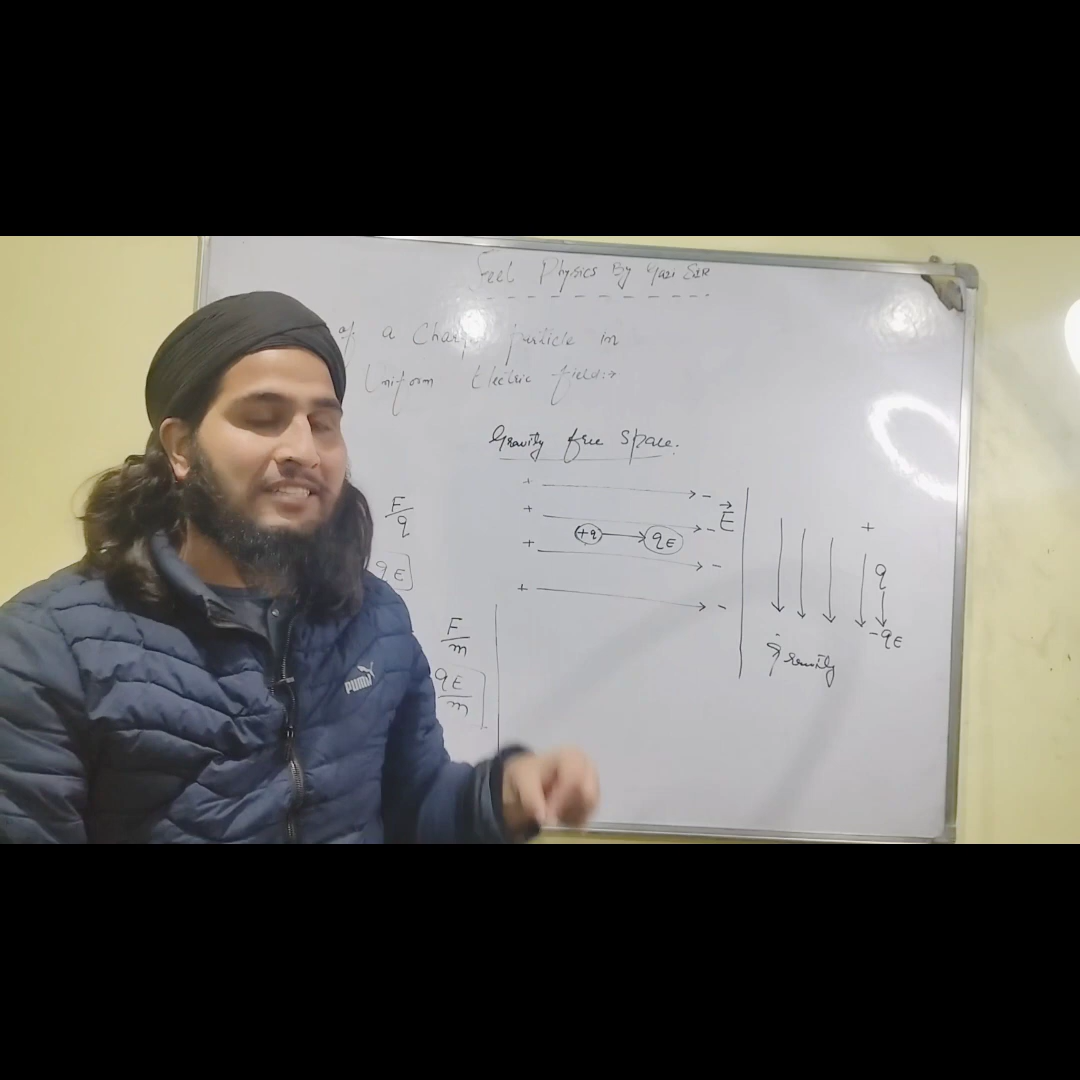 Feel Physics By Yasi SIR
of a Charge particle in
Uniform Electric field:→
Gravity free space.
+ -
+ -
+q qE
+ -
+ -
E
F
q
qE
F
m
qE
m
+
q
-qE
gravity
PUMA